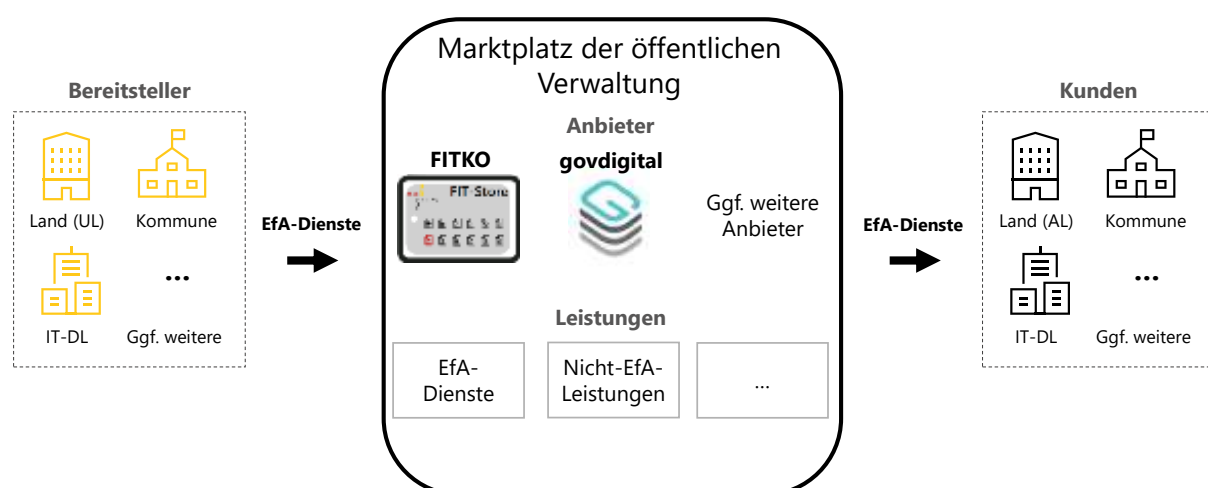 Marktplatz der öffentlichen
Verwaltung
Bereitsteller
Land (UL)
Kommune
IT-DL
...
Ggf. weitere
EfA-Dienste
Anbieter
FITKO
govdigital
FIT-Store
Ggf. weitere
Anbieter
Leistungen
EfA-
Dienste
Nicht-EfA-
Leistungen
...
EfA-Dienste
Kunden
Land (AL)
Kommune
IT-DL
...
Ggf. weitere